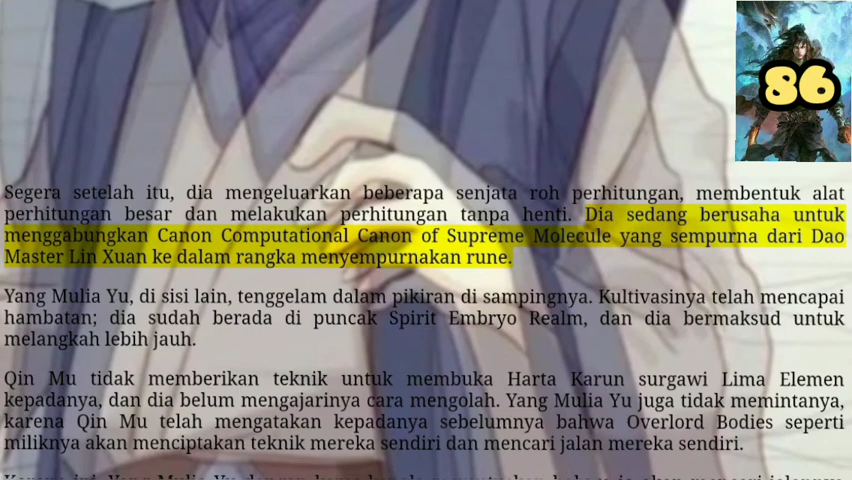 86
Segera setelah itu, dia mengeluarkan beberapa senjata roh perhitungan, membentuk alat
perhitungan besar dan melakukan perhitungan tanpa henti. Dia sedang berusaha untuk
menggabungkan Canon Computational Canon of Supreme Molecule yang sempurna dari Dao
Master Lin Xuan ke dalam rangka menyempurnakan rune.
Yang Mulia Yu, di sisi lain, tenggelam dalam pikiran di sampingnya. Kultivasinya telah mencapai
hambatan; dia sudah berada di puncak Spirit Embryo Realm, dan dia bermaksud untuk
melangkah lebih jauh.
Qin Mu tidak memberikan teknik untuk membuka Harta Karun surgawi Lima Elemen
kepadanya, dan dia belum mengajarinya cara mengolah. Yang Mulia Yu juga tidak memintanya,
karena Qin Mu telah mengatakan kepadanya sebelumnya bahwa Overlord Bodies seperti
miliknya akan menciptakan teknik mereka sendiri dan mencari jalan mereka sendiri.